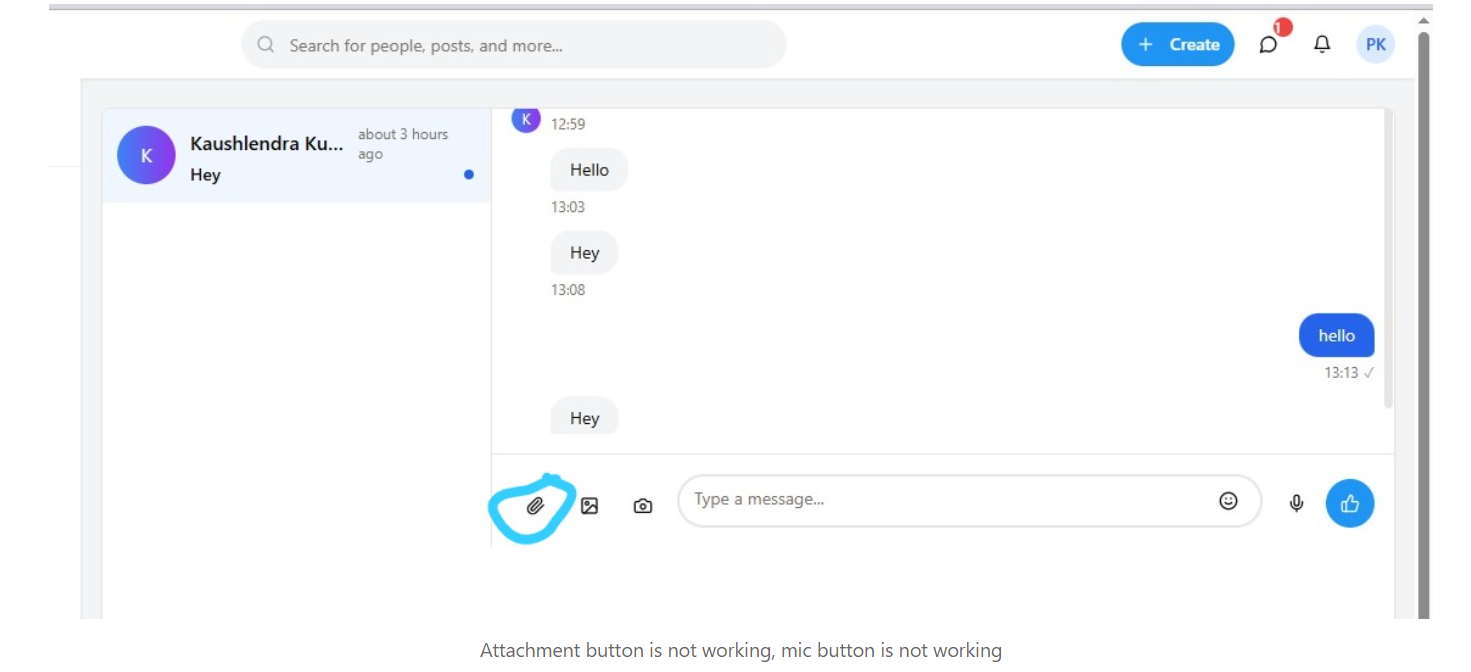 Search for people, posts, and more...
+ Create
1
PK
K
Kaushlendra Ku...
about 3 hours
ago
Hey
K
12:59
Hello
13:03
Hey
13:08
hello
13:13 ✓
Hey
Type a message...
Attachment button is not working, mic button is not working